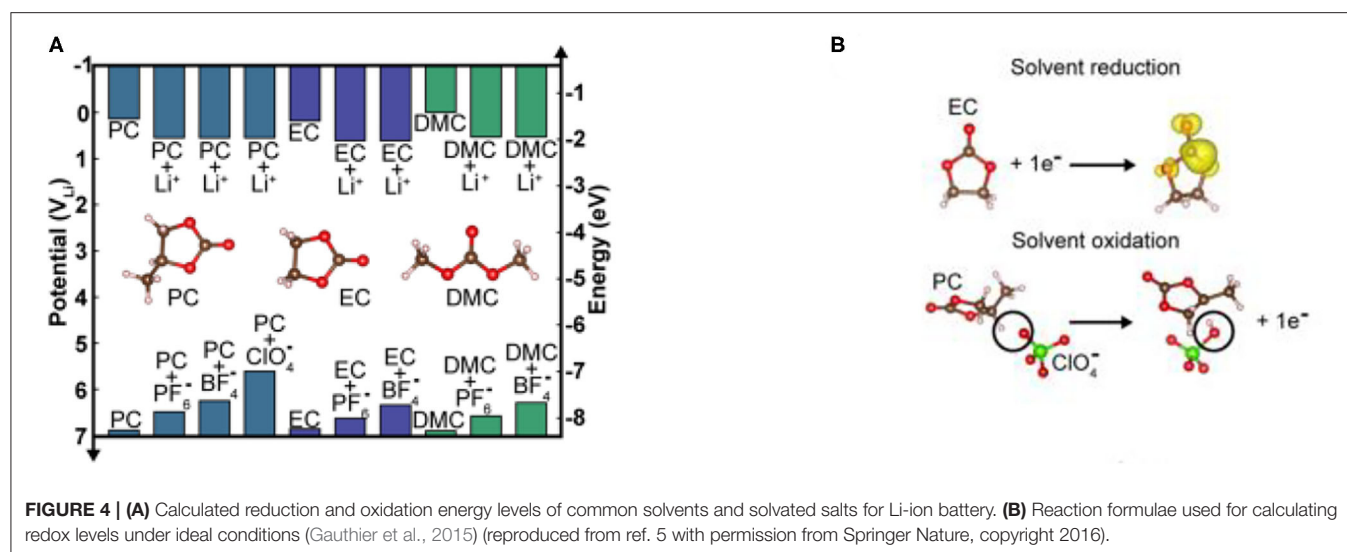 A
B
Potential (V_Li)
Energy (eV)
-1
0
1
2
3
4
5
6
7
-1
-2
-3
-4
-5
-6
-7
-8
PC
PC
+
Li⁺
PC
+
Li⁺
PC
+
Li⁺
EC
EC
+
Li⁺
EC
+
Li⁺
DMC
DMC
+
Li⁺
DMC
+
Li⁺
PC
EC
DMC
PC
PC
+
PF₆⁻
PC
+
BF₄⁻
PC
+
ClO₄⁻
EC
EC
+
PF₆⁻
EC
+
BF₄⁻
DMC
DMC
+
PF₆⁻
DMC
+
BF₄⁻
Solvent reduction
EC
+ 1e⁻
Solvent oxidation
PC
ClO₄⁻
+ 1e⁻
FIGURE 4 | (A) Calculated reduction and oxidation energy levels of common solvents and solvated salts for Li-ion battery. (B) Reaction formulae used for calculating
redox levels under ideal conditions (Gauthier et al., 2015) (reproduced from ref. 5 with permission from Springer Nature, copyright 2016).